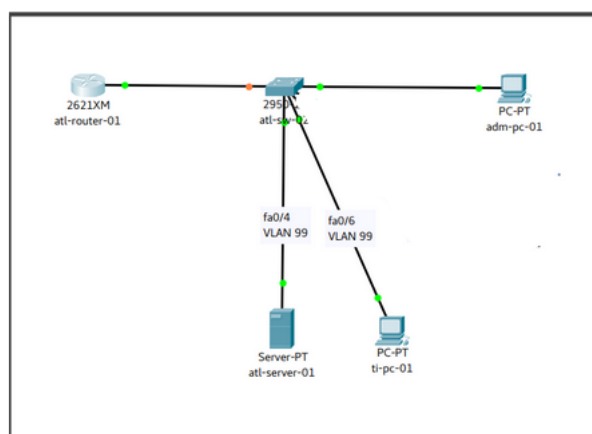 2621XM
atl-router-01
PC-PT
adm-pc-01
fa0/4
VLAN 99
fa0/6
VLAN 99
Server-PT
atl-server-01
PC-PT
ti-pc-01